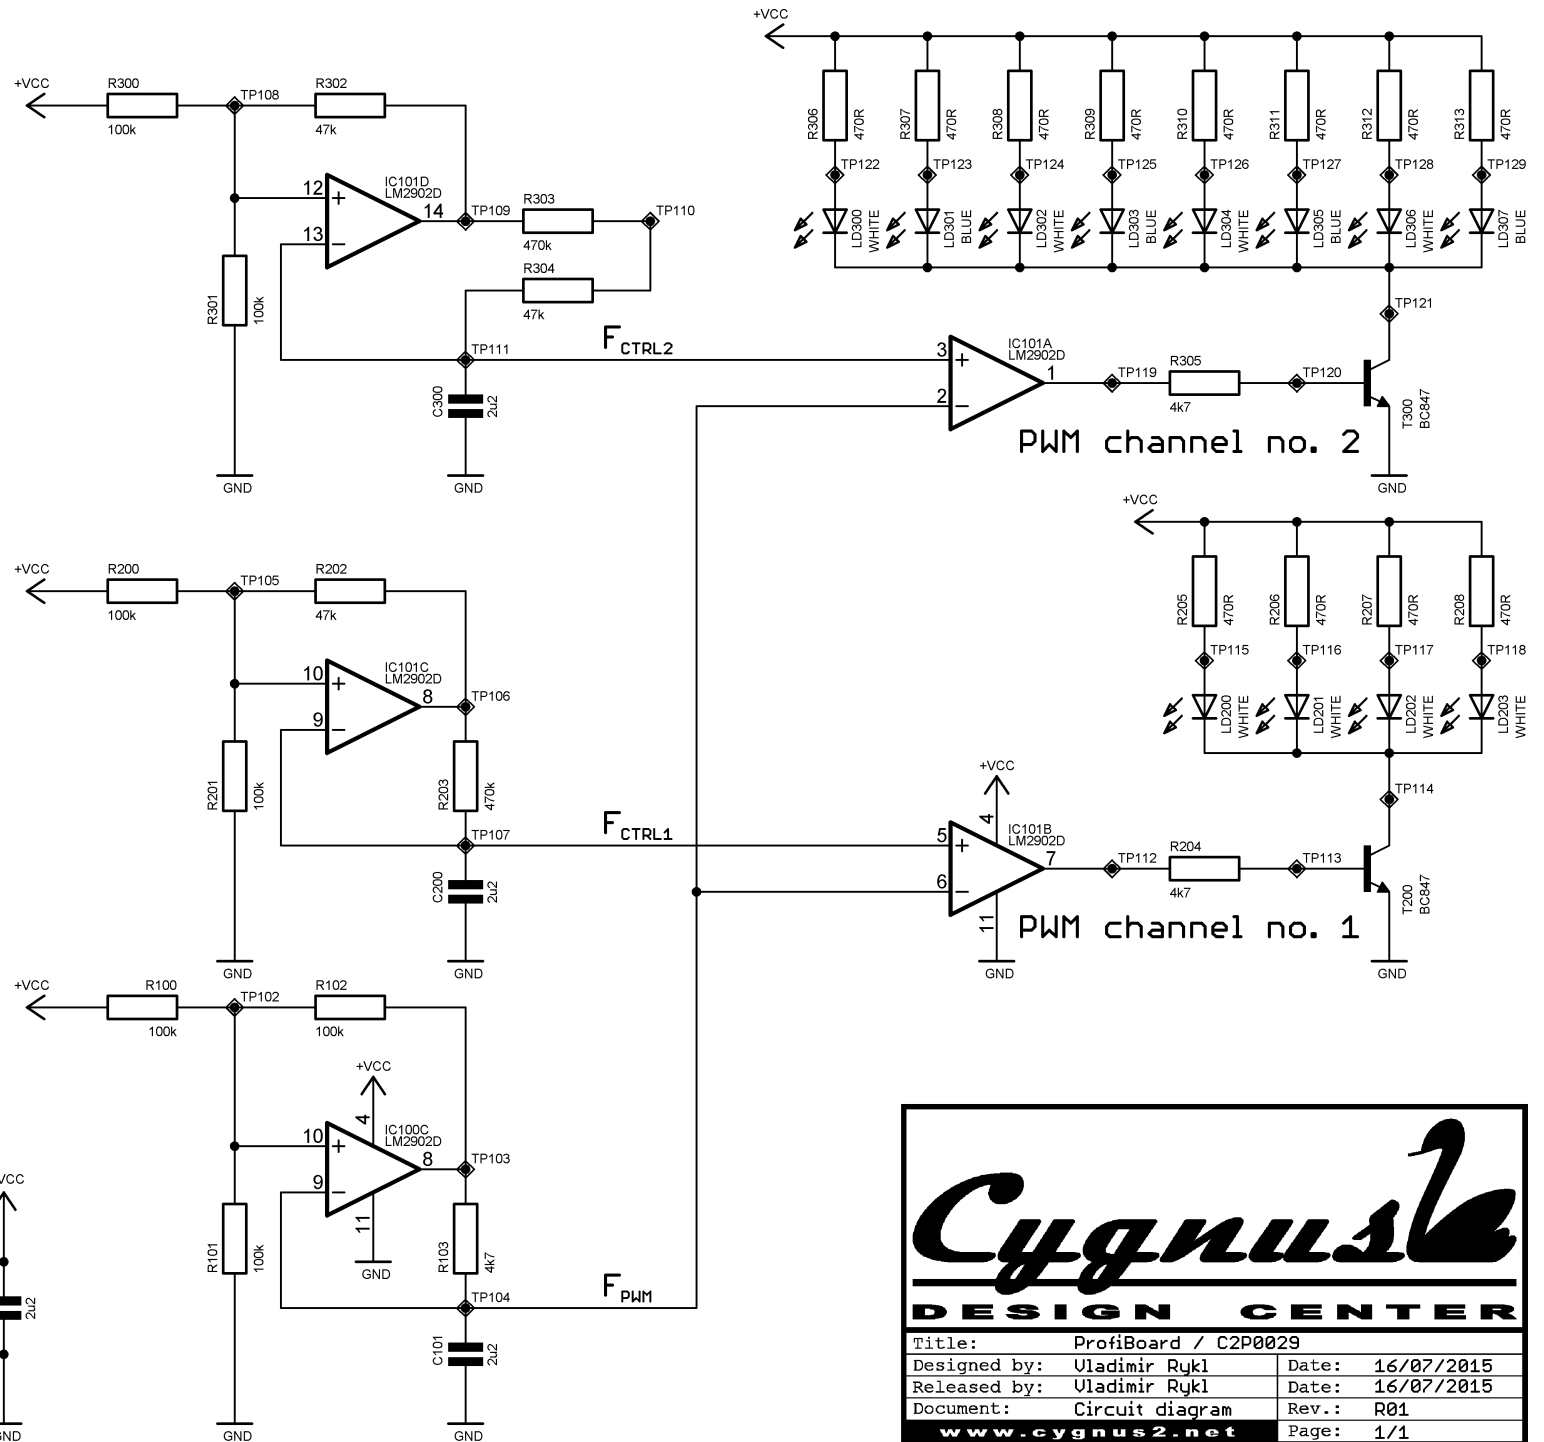 +VCC
R306
470R
R307
470R
R308
470R
R309
470R
R310
470R
R311
470R
R312
470R
R313
470R
TP122
TP123
TP124
TP125
TP126
TP127
TP128
TP129
LD300
WHITE
LD301
BLUE
LD302
WHITE
LD303
BLUE
LD304
WHITE
LD305
BLUE
LD306
WHITE
LD307
BLUE
+VCC
R300
100k
TP108
R302
47k
12
+
13
−
IC101D
LM2902D
14
TP109
R303
470k
TP110
R304
47k
R301
100k
TP111
FCTRL2
C300
2u2
GND
GND
3
+
2
−
IC101A
LM2902D
1
TP119
R305
4k7
TP120
TP121
T300
BC847
GND
PWM channel no. 2
+VCC
R205
470R
R206
470R
R207
470R
R208
470R
TP115
TP116
TP117
TP118
LD200
WHITE
LD201
WHITE
LD202
WHITE
LD203
WHITE
+VCC
R200
100k
TP105
R202
47k
10
+
9
−
IC101C
LM2902D
8
TP106
R201
100k
R203
470k
TP107
FCTRL1
C200
2u2
GND
GND
+VCC
4
5
+
6
−
IC101B
LM2902D
7
11
GND
TP112
R204
4k7
TP113
TP114
T200
BC847
GND
PWM channel no. 1
+VCC
R100
100k
TP102
R102
100k
+VCC
4
10
+
9
−
IC100C
LM2902D
8
11
GND
TP103
R101
100k
R103
4k7
TP104
FPWM
C101
2u2
GND
GND
VCC
2u2
GND
Cygnus
DESIGN CENTER
Title: ProfiBoard / C2P0029
Designed by: Vladimir Rykl Date: 16/07/2015
Released by: Vladimir Rykl Date: 16/07/2015
Document: Circuit diagram Rev.: R01
www.cygnus2.net Page: 1/1